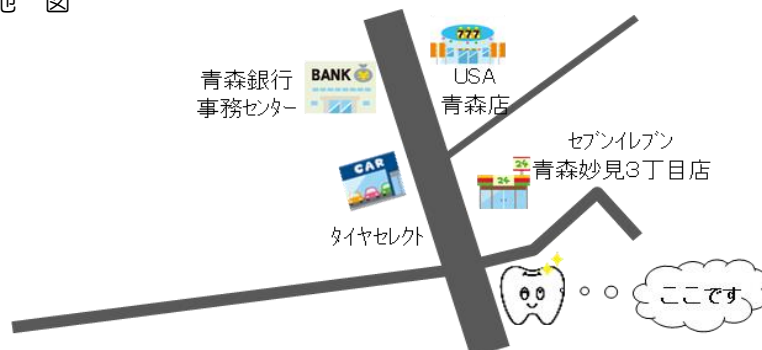 地 図
777
BANK
青森銀行
事務センター
USA
青森店
CAR
24
24
セブンイレブン
青森妙見3丁目店
タイヤセレクト
ここです